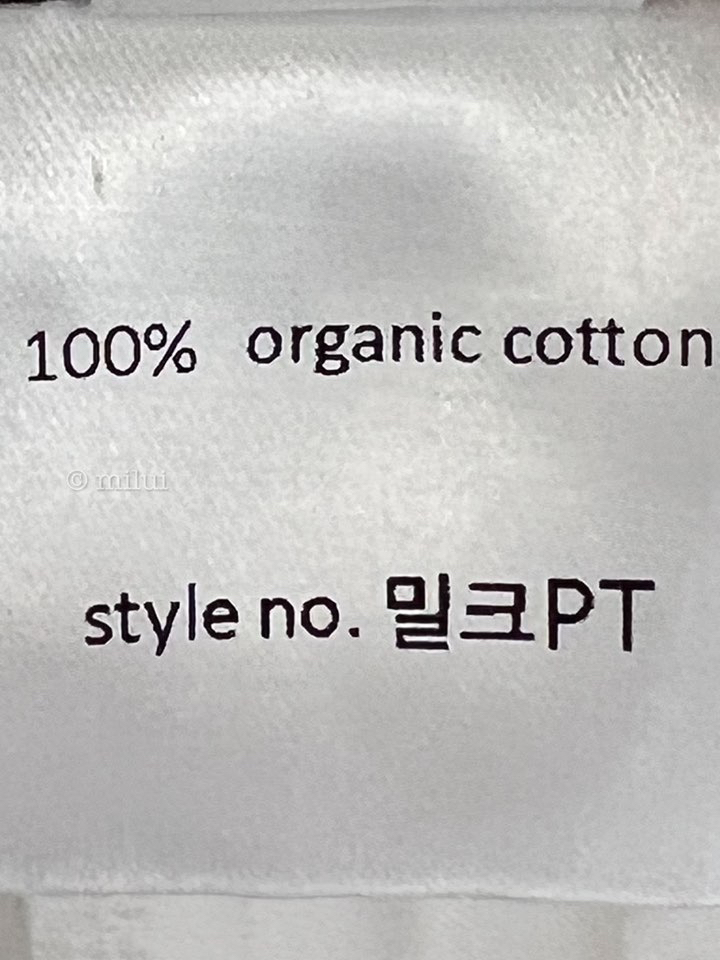 100% organic cotton
© milui
style no. 밀크PT